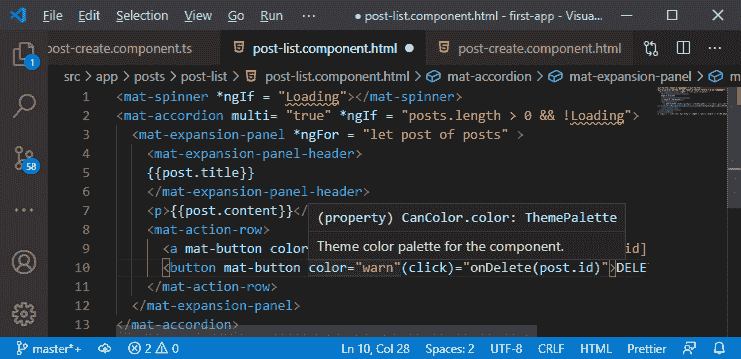 File Edit Selection View Go Run ··· ● post-list.component.html - first-app - Visua...
post-create.component.ts post-list.component.html ● post-create.component.html ···
src > app > posts > post-list > post-list.component.html > mat-accordion > mat-expansion-panel > m
1 <mat-spinner *ngIf = "Loading"></mat-spinner>
2 <mat-accordion multi= "true" *ngIf = "posts.length > 0 && !Loading">
3 <mat-expansion-panel *ngFor = "let post of posts" >
4 <mat-expansion-panel-header>
5 {{post.title}}
6 </mat-expansion-panel-header>
7 <p>{{post.content}}</
(property) CanColor.color: ThemePalette
8 <mat-action-row>
Theme color palette for the component.
9 <a mat-button color id]
10 <button mat-button color="warn"(click)="onDelete(post.id)">DELE
11 </mat-action-row>
12 </mat-expansion-panel>
13 </mat-accordion>
1
58
master*+ 2 0 Ln 10, Col 28 Spaces: 2 UTF-8 CRLF HTML Prettier